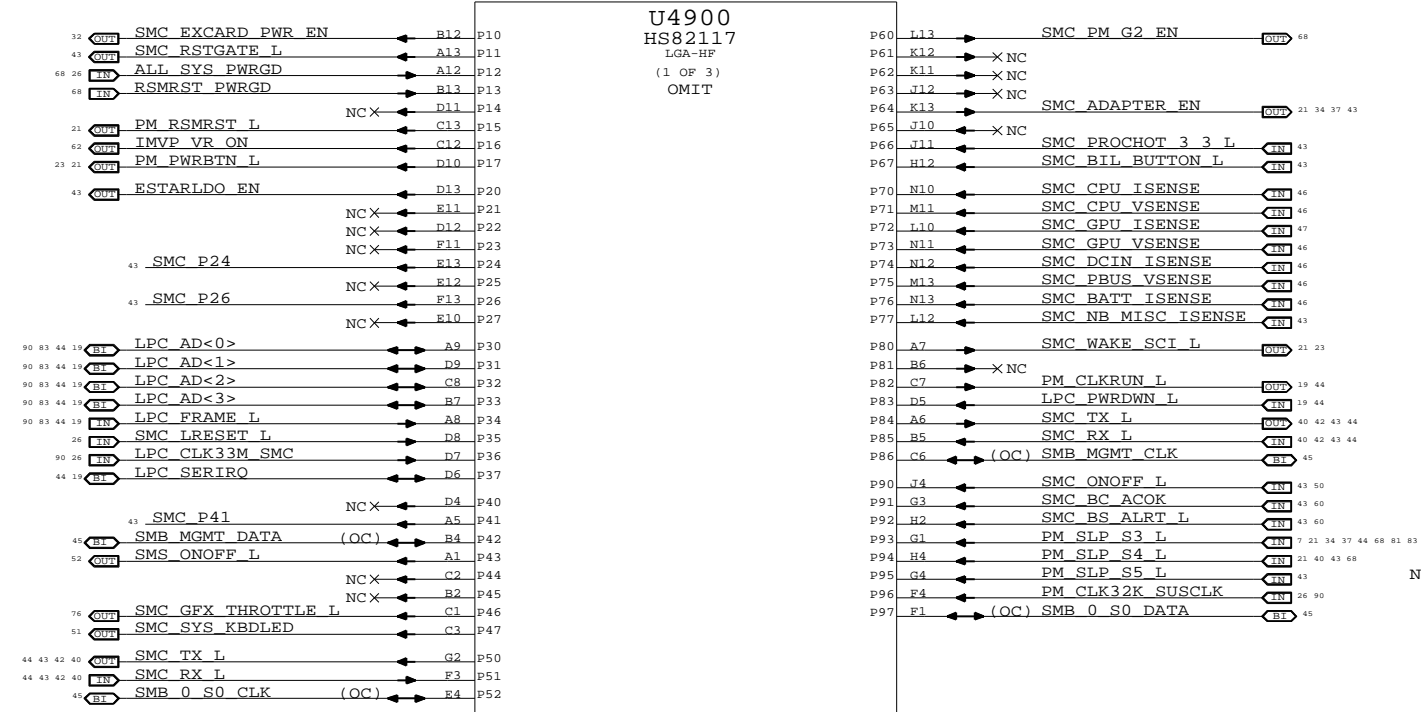 U4900
HS82117
LGA-HF
(1 OF 3)
OMIT
32 OUT SMC_EXCARD_PWR_EN B12 P10
43 OUT SMC_RSTGATE_L A13 P11
68 26 IN ALL_SYS_PWRGD A12 P12
68 IN RSMRST_PWRGD B13 P13
NC D11 P14
21 OUT PM_RSMRST_L C13 P15
62 OUT IMVP_VR_ON C12 P16
23 21 OUT PM_PWRBTN_L D10 P17
43 OUT ESTARLDO_EN D13 P20
NC E11 P21
NC D12 P22
NC F11 P23
43 SMC_P24 E13 P24
NC E12 P25
43 SMC_P26 F13 P26
NC E10 P27
90 83 44 19 BI LPC_AD<0> A9 P30
90 83 44 19 BI LPC_AD<1> D9 P31
90 83 44 19 BI LPC_AD<2> C8 P32
90 83 44 19 BI LPC_AD<3> B7 P33
90 83 44 19 IN LPC_FRAME_L A8 P34
26 IN SMC_LRESET_L D8 P35
90 26 IN LPC_CLK33M_SMC D7 P36
44 19 BI LPC_SERIRQ D6 P37
NC D4 P40
43 SMC_P41 A5 P41
45 BI SMB_MGMT_DATA (OC) B4 P42
52 OUT SMS_ONOFF_L A1 P43
NC C2 P44
NC B2 P45
76 OUT SMC_GFX_THROTTLE_L C1 P46
51 OUT SMC_SYS_KBDLED C3 P47
44 43 42 40 OUT SMC_TX_L G2 P50
44 43 42 40 IN SMC_RX_L F3 P51
45 BI SMB_0_S0_CLK (OC) E4 P52
P60 L13 SMC_PM_G2_EN OUT 68
P61 K12 NC
P62 K11 NC
P63 J12 NC
P64 K13 SMC_ADAPTER_EN OUT 21 34 37 43
P65 J10 NC
P66 J11 SMC_PROCHOT_3_3_L IN 43
P67 H12 SMC_BIL_BUTTON_L IN 43
P70 N10 SMC_CPU_ISENSE IN 46
P71 M11 SMC_CPU_VSENSE IN 46
P72 L10 SMC_GPU_ISENSE IN 47
P73 N11 SMC_GPU_VSENSE IN 46
P74 N12 SMC_DCIN_ISENSE IN 46
P75 M13 SMC_PBUS_VSENSE IN 46
P76 N13 SMC_BATT_ISENSE IN 46
P77 L12 SMC_NB_MISC_ISENSE IN 43
P80 A7 SMC_WAKE_SCI_L OUT 21 23
P81 B6 NC
P82 C7 PM_CLKRUN_L OUT 19 44
P83 D5 LPC_PWRDWN_L IN 19 44
P84 A6 SMC_TX_L OUT 40 42 43 44
P85 B5 SMC_RX_L IN 40 42 43 44
P86 C6 (OC) SMB_MGMT_CLK BI 45
P90 J4 SMC_ONOFF_L IN 43 50
P91 G3 SMC_BC_ACOK IN 43 60
P92 H2 SMC_BS_ALRT_L IN 43 60
P93 G1 PM_SLP_S3_L IN 7 21 34 37 44 68 81 83
P94 H4 PM_SLP_S4_L IN 21 40 43 68
P95 G4 PM_SLP_S5_L IN 43
N
P96 F4 PM_CLK32K_SUSCLK IN 26 90
P97 F1 (OC) SMB_0_S0_DATA BI 45